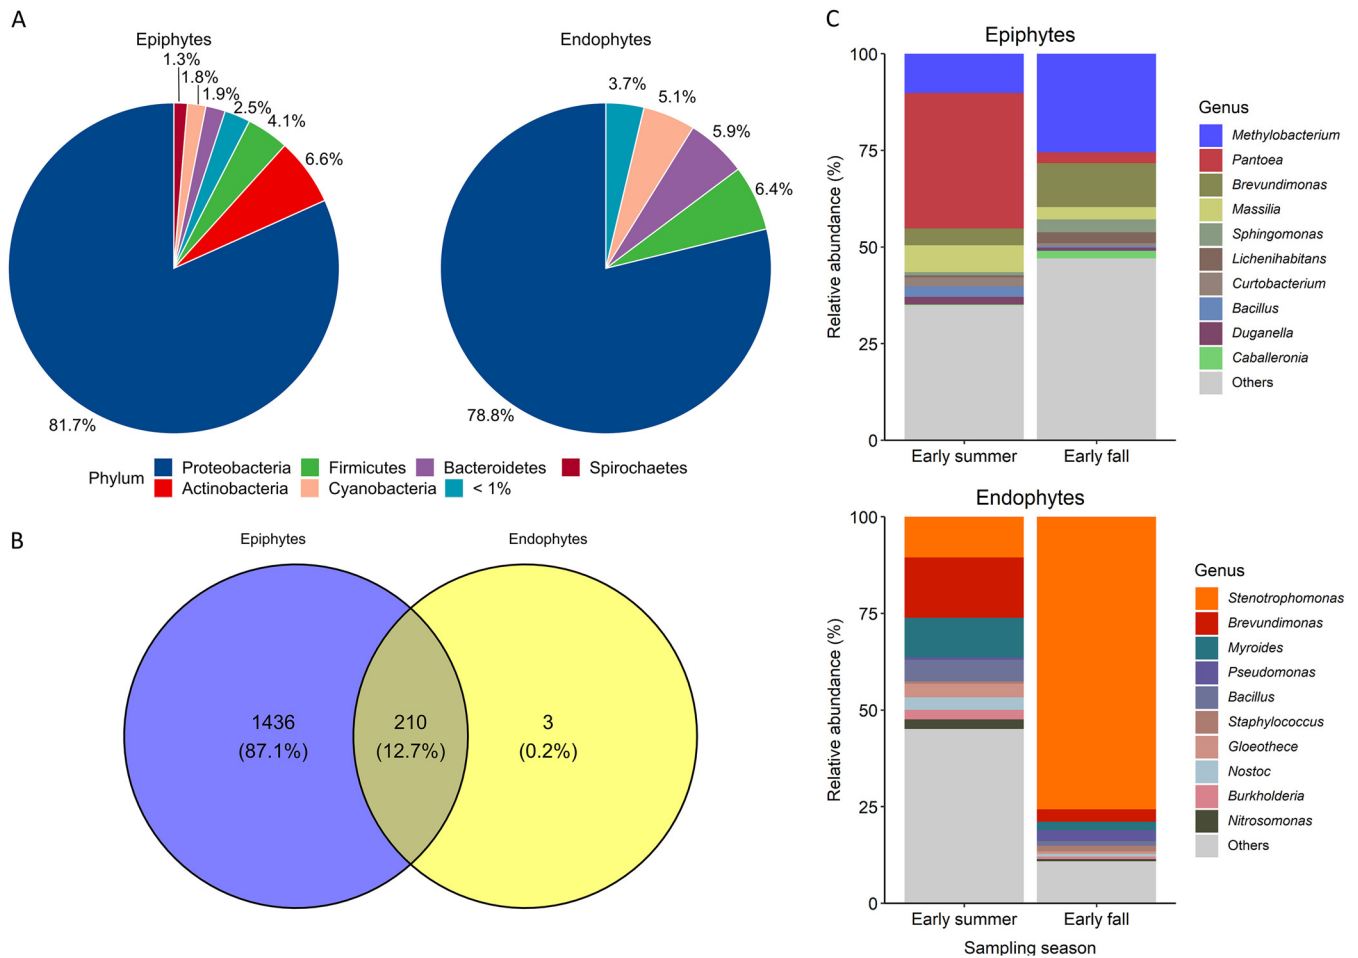 A
Epiphytes
1.3%
1.8%
1.9%
2.5%
4.1%
6.6%
81.7%
Endophytes
3.7%
5.1%
5.9%
6.4%
78.8%
Phylum
Proteobacteria
Firmicutes
Bacteroidetes
Spirochaetes
Actinobacteria
Cyanobacteria
< 1%
B
Epiphytes
Endophytes
1436
(87.1%)
210
(12.7%)
3
(0.2%)
C
Epiphytes
Relative abundance (%)
100
75
50
25
0
Early summer
Early fall
Genus
Methylobacterium
Pantoea
Brevundimonas
Massilia
Sphingomonas
Lichenihabitans
Curtobacterium
Bacillus
Duganella
Caballeronia
Others
Endophytes
Relative abundance (%)
100
75
50
25
0
Early summer
Early fall
Sampling season
Genus
Stenotrophomonas
Brevundimonas
Myroides
Pseudomonas
Bacillus
Staphylococcus
Gloeothece
Nostoc
Burkholderia
Nitrosomonas
Others